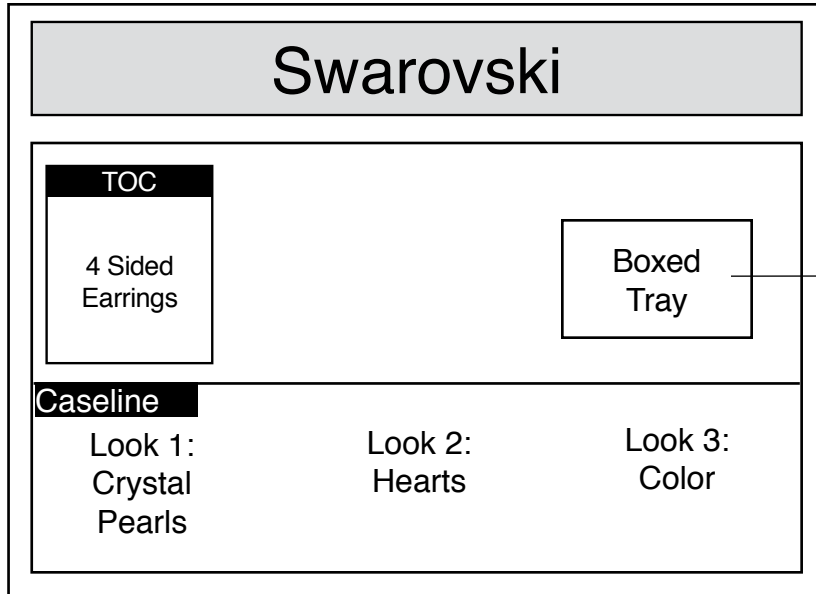 Swarovski
TOC
4 Sided
Earrings
Boxed
Tray
Caseline
Look 1:
Crystal
Pearls
Look 2:
Hearts
Look 3:
Color